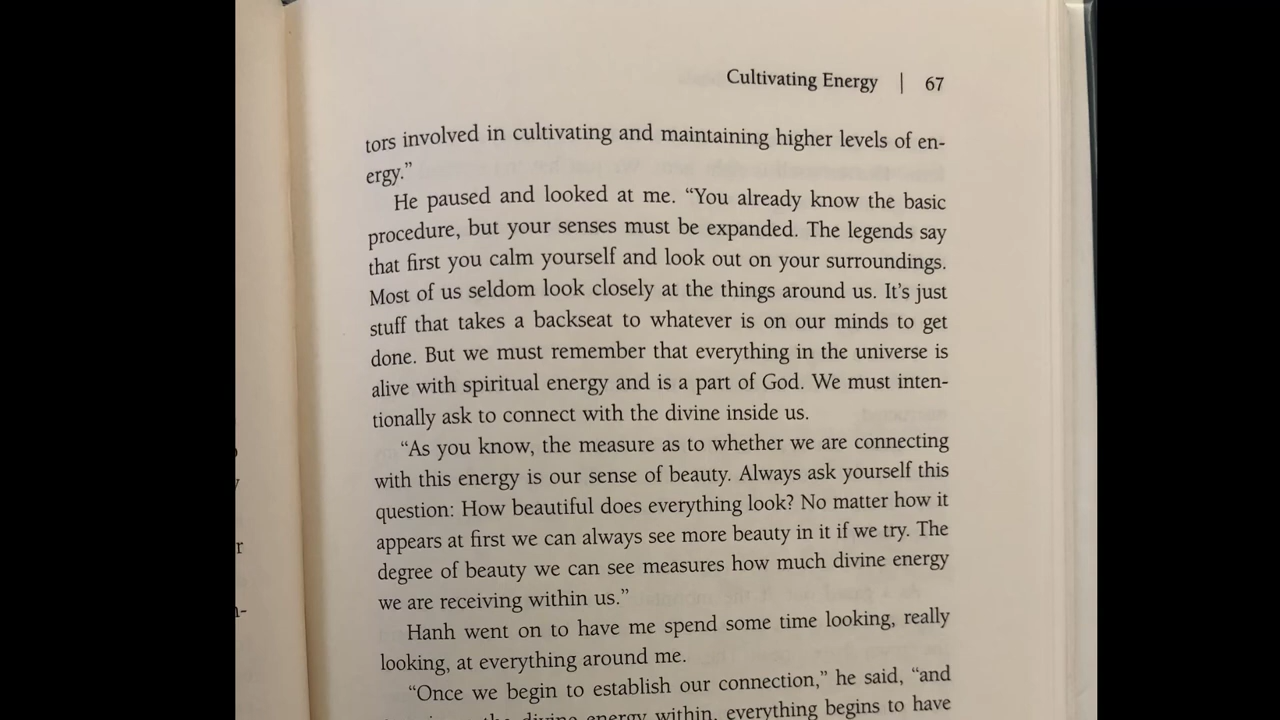 Cultivating Energy | 67
tors involved in cultivating and maintaining higher levels of en-
ergy.”
He paused and looked at me. “You already know the basic
procedure, but your senses must be expanded. The legends say
that first you calm yourself and look out on your surroundings.
Most of us seldom look closely at the things around us. It’s just
stuff that takes a backseat to whatever is on our minds to get
done. But we must remember that everything in the universe is
alive with spiritual energy and is a part of God. We must inten-
tionally ask to connect with the divine inside us.
“As you know, the measure as to whether we are connecting
with this energy is our sense of beauty. Always ask yourself this
question: How beautiful does everything look? No matter how it
appears at first we can always see more beauty in it if we try. The
degree of beauty we can see measures how much divine energy
we are receiving within us.”
Hanh went on to have me spend some time looking, really
looking, at everything around me.
“Once we begin to establish our connection,” he said, “and
the divine energy within, everything begins to have